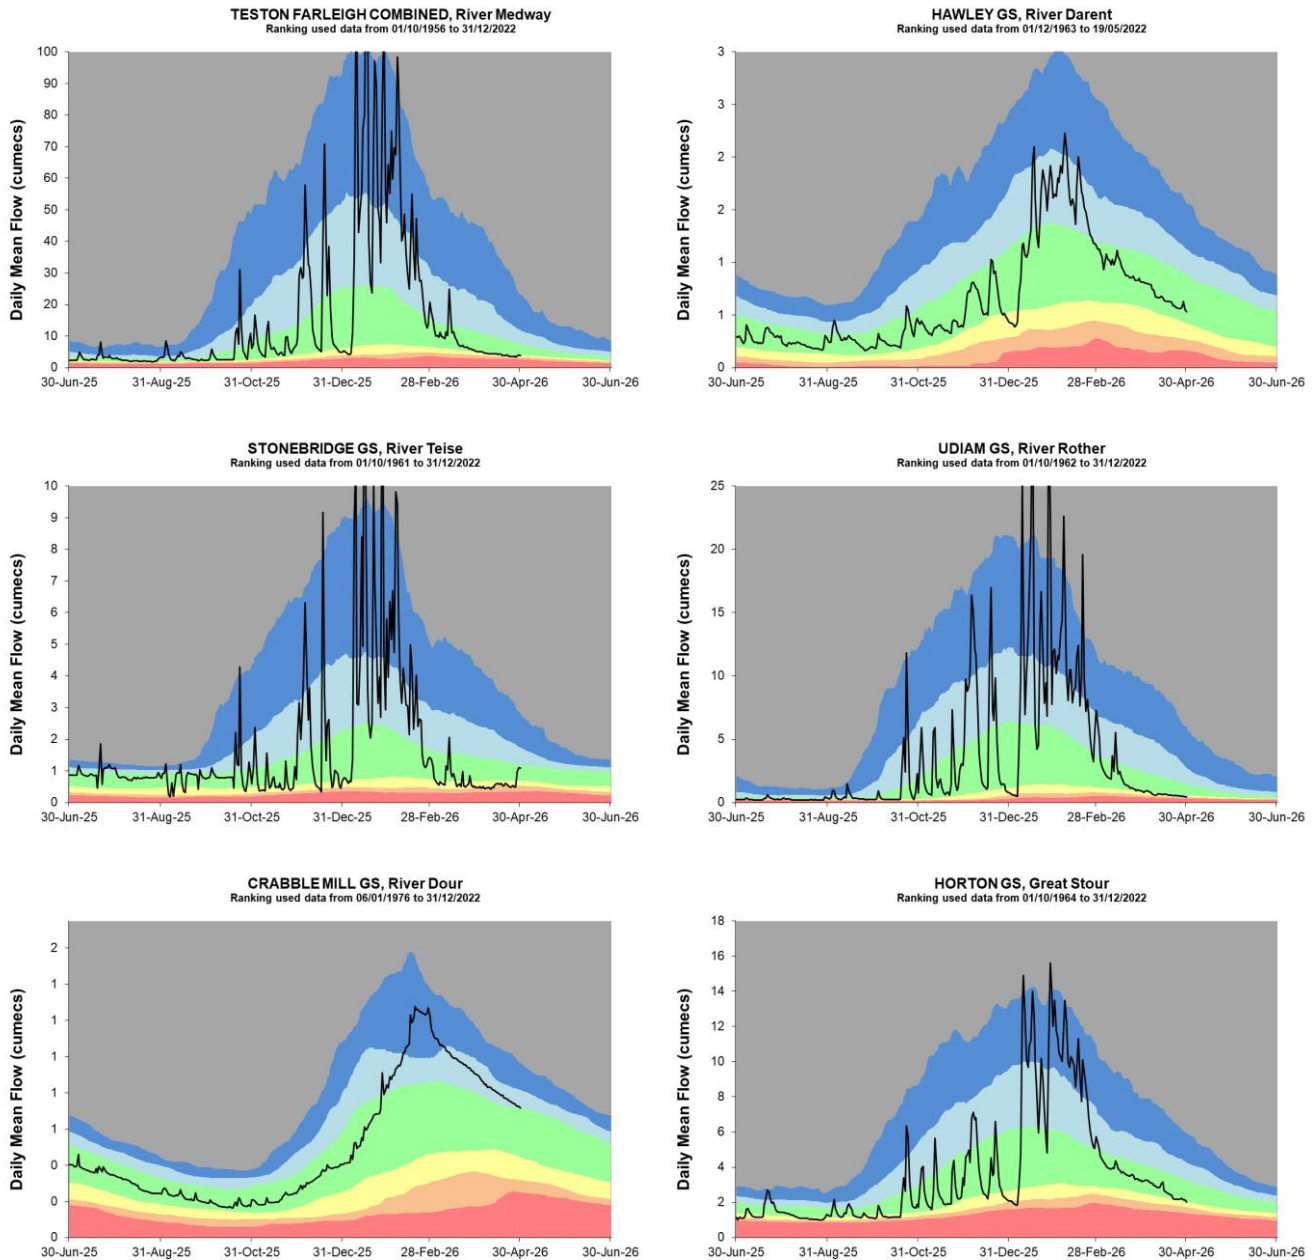 TESTON FARLEIGH COMBINED, River Medway
Ranking used data from 01/10/1956 to 31/12/2022
Daily Mean Flow (cumecs)
100
90
80
70
60
50
40
30
20
10
0
30-Jun-25 31-Aug-25 31-Oct-25 31-Dec-25 28-Feb-26 30-Apr-26 30-Jun-26
HAWLEY GS, River Darent
Ranking used data from 01/12/1963 to 19/05/2022
Daily Mean Flow (cumecs)
3
3
2
2
1
1
0
30-Jun-25 31-Aug-25 31-Oct-25 31-Dec-25 28-Feb-26 30-Apr-26 30-Jun-26
STONEBRIDGE GS, River Teise
Ranking used data from 01/10/1961 to 31/12/2022
Daily Mean Flow (cumecs)
10
9
8
7
6
5
4
3
2
1
0
30-Jun-25 31-Aug-25 31-Oct-25 31-Dec-25 28-Feb-26 30-Apr-26 30-Jun-26
UDIAM GS, River Rother
Ranking used data from 01/10/1962 to 31/12/2022
Daily Mean Flow (cumecs)
25
20
15
10
5
0
30-Jun-25 31-Aug-25 31-Oct-25 31-Dec-25 28-Feb-26 30-Apr-26 30-Jun-26
CRABBLE MILL GS, River Dour
Ranking used data from 06/01/1976 to 31/12/2022
Daily Mean Flow (cumecs)
2
1
1
1
1
1
0
0
0
30-Jun-25 31-Aug-25 31-Oct-25 31-Dec-25 28-Feb-26 30-Apr-26 30-Jun-26
HORTON GS, Great Stour
Ranking used data from 01/10/1964 to 31/12/2022
Daily Mean Flow (cumecs)
18
16
14
12
10
8
6
4
2
0
30-Jun-25 31-Aug-25 31-Oct-25 31-Dec-25 28-Feb-26 30-Apr-26 30-Jun-26